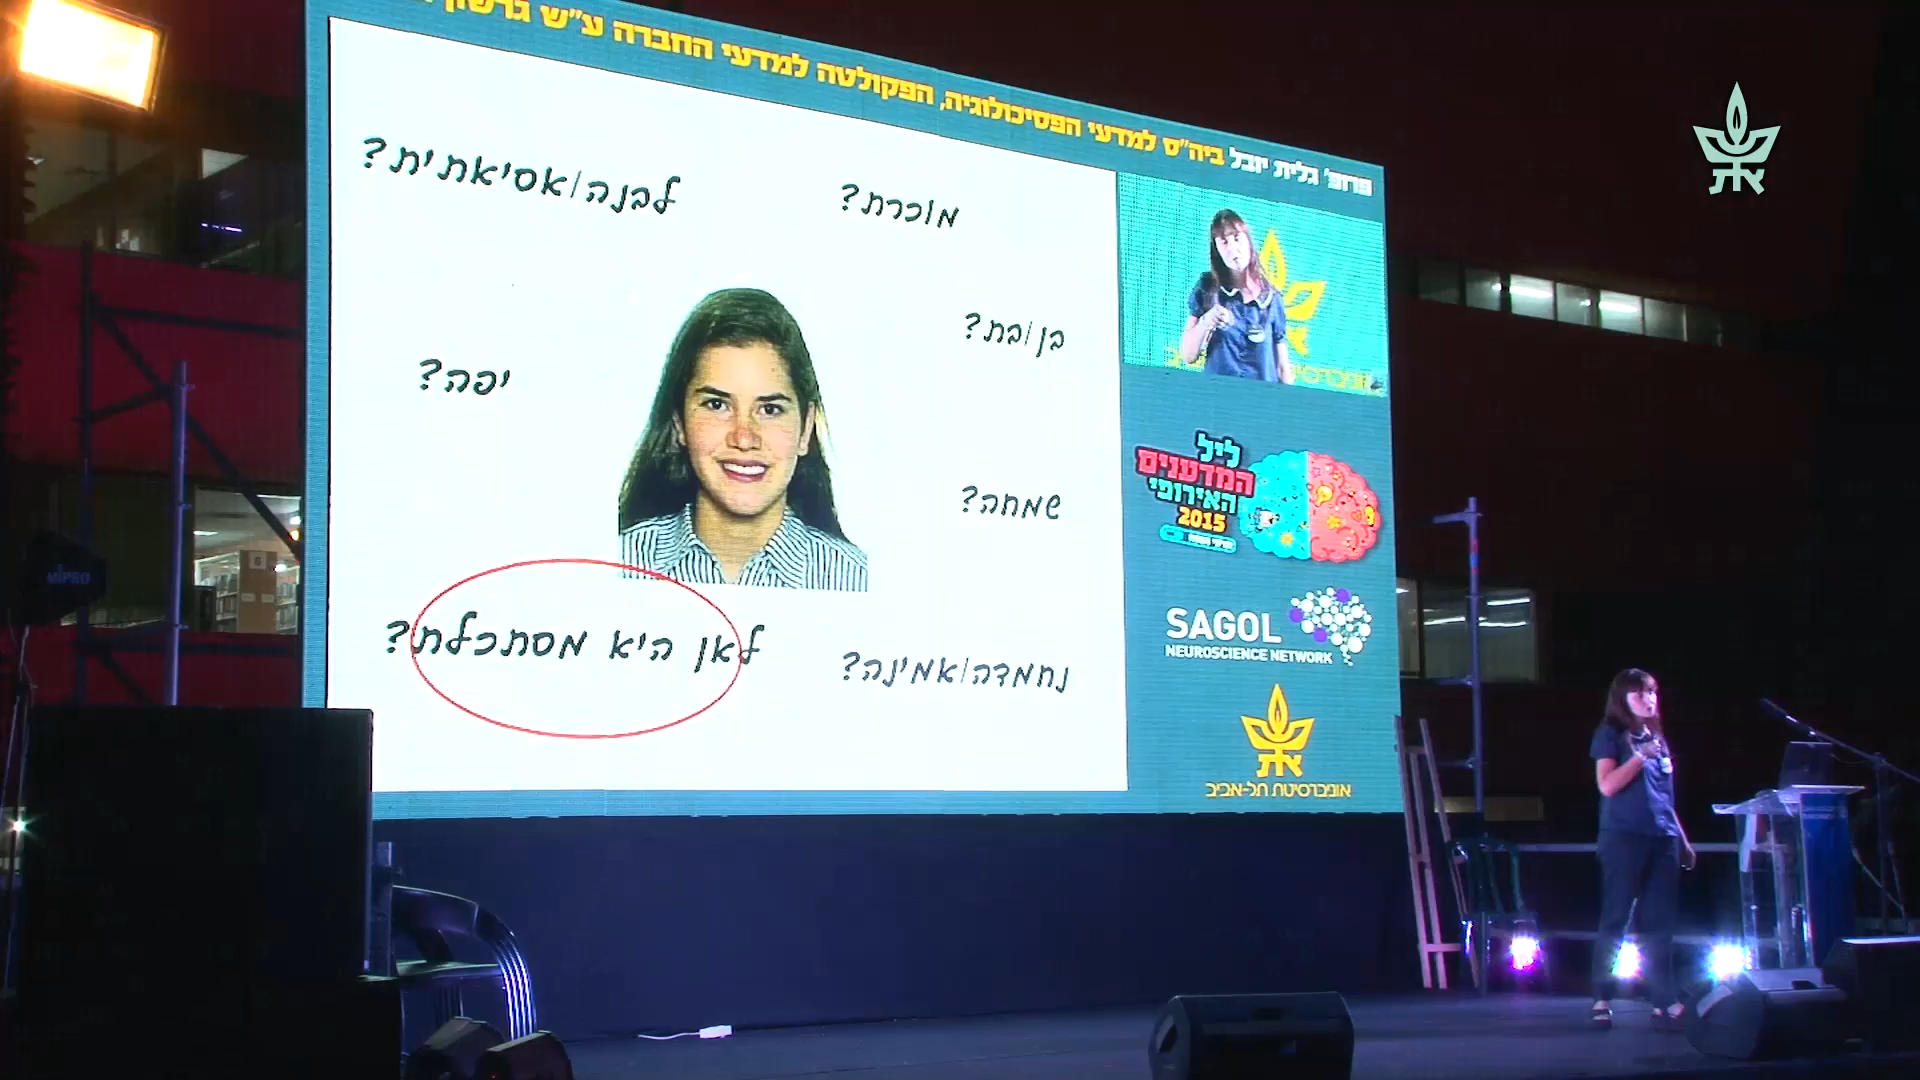 פרופ' גלית יובל ביה"ס למדעי הפסיכולוגיה, הפקולטה למדעי החברה ע"ש גרשון
לבנה/אסיאתית?
מוכרת?
בן/בת?
יפה?
שמחה?
לאן היא מסתכלת?
נחמדה/אמינה?
ליל
המדענים
האירופי
2015
SAGOL
NEUROSCIENCE NETWORK
אוניברסיטת תל-אביב
MIPRO